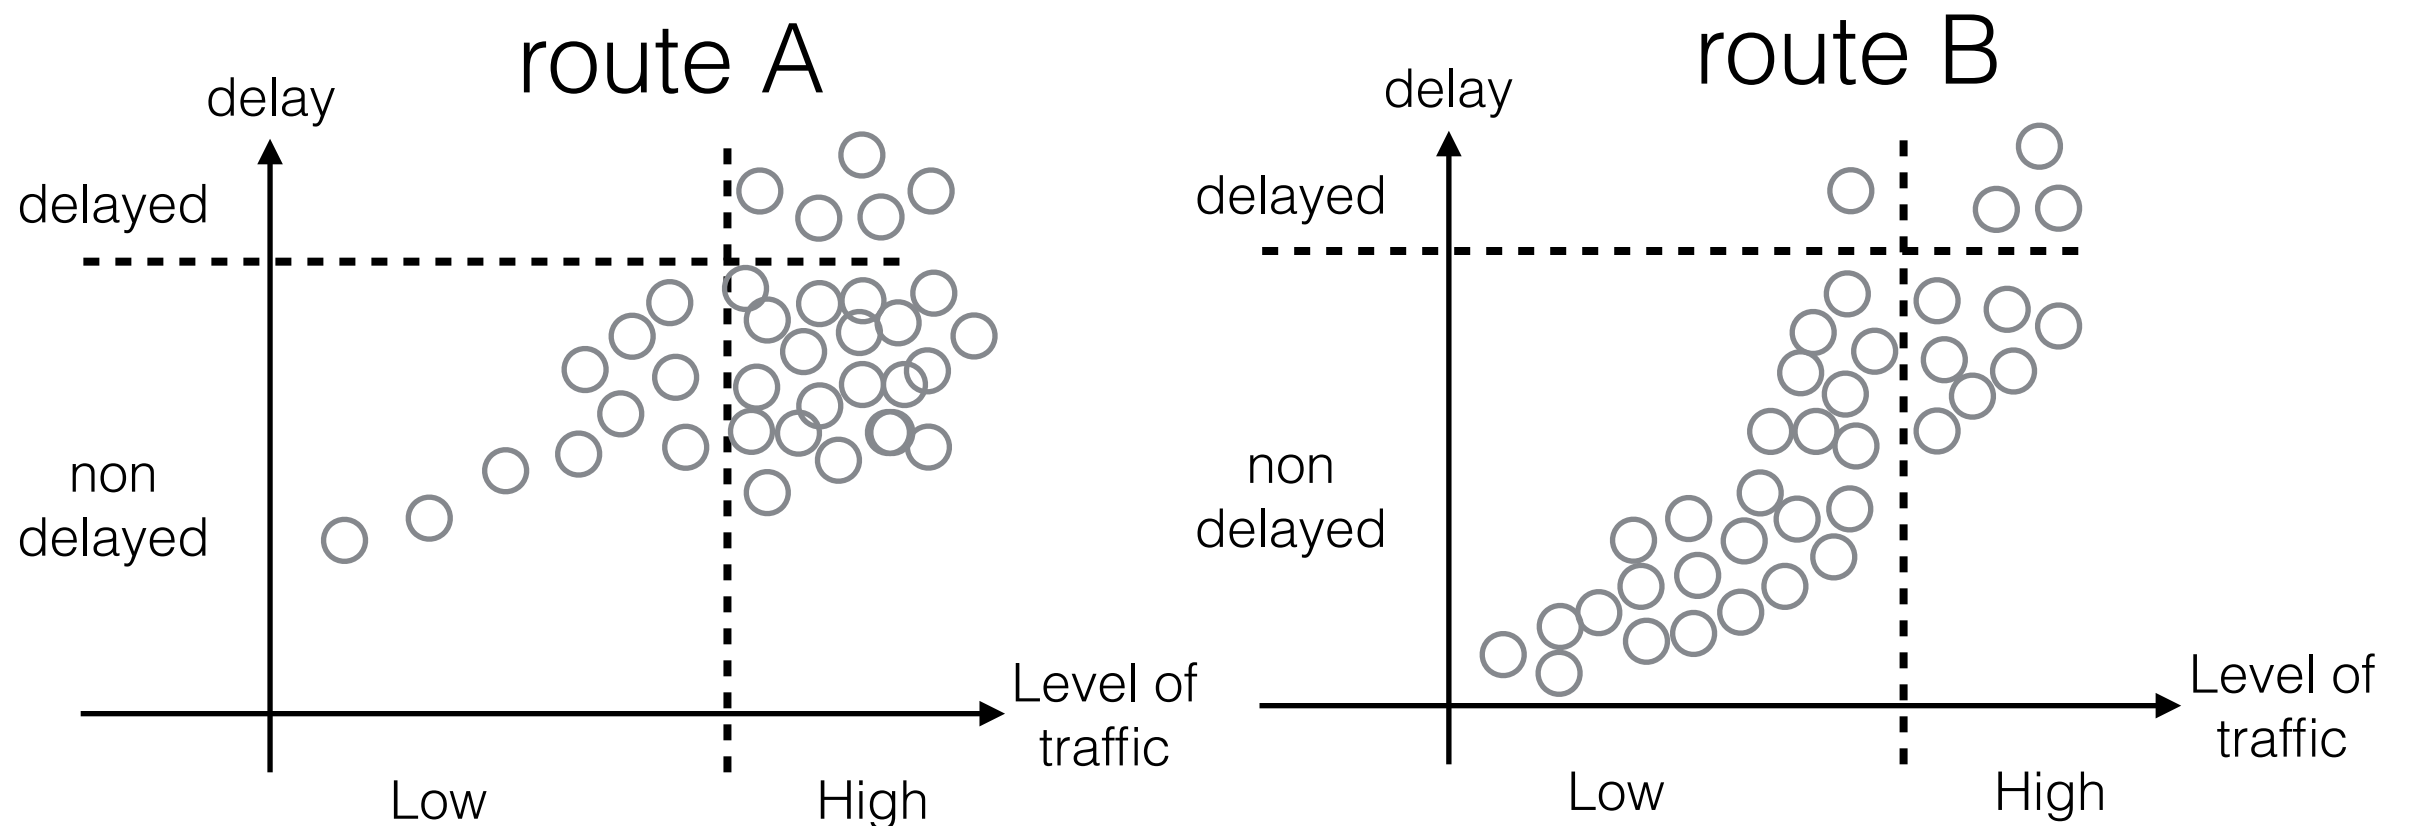 route A
delay
delayed
non
delayed
Level of
traffic
Low
High
route B
delay
delayed
non
delayed
Level of
traffic
Low
High